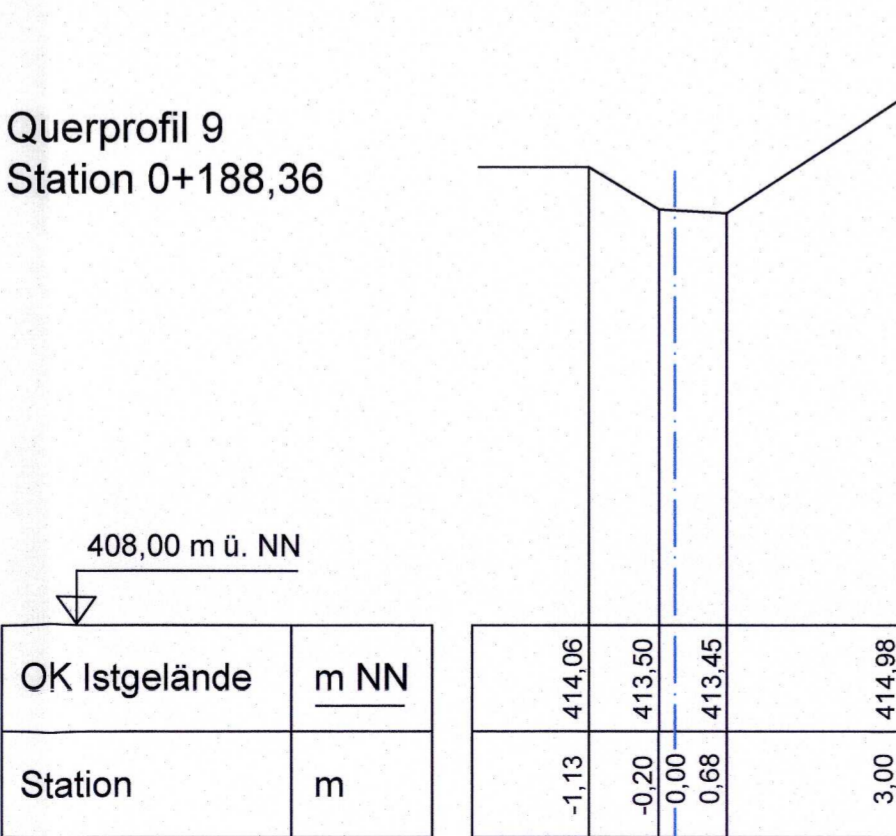 Querprofil 9
Station 0+188,36
408,00 m ü. NN
OK Istgelände m NN 414,06 413,50 413,45 414,98
Station m -1,13 -0,20 0,00 0,68 3,00